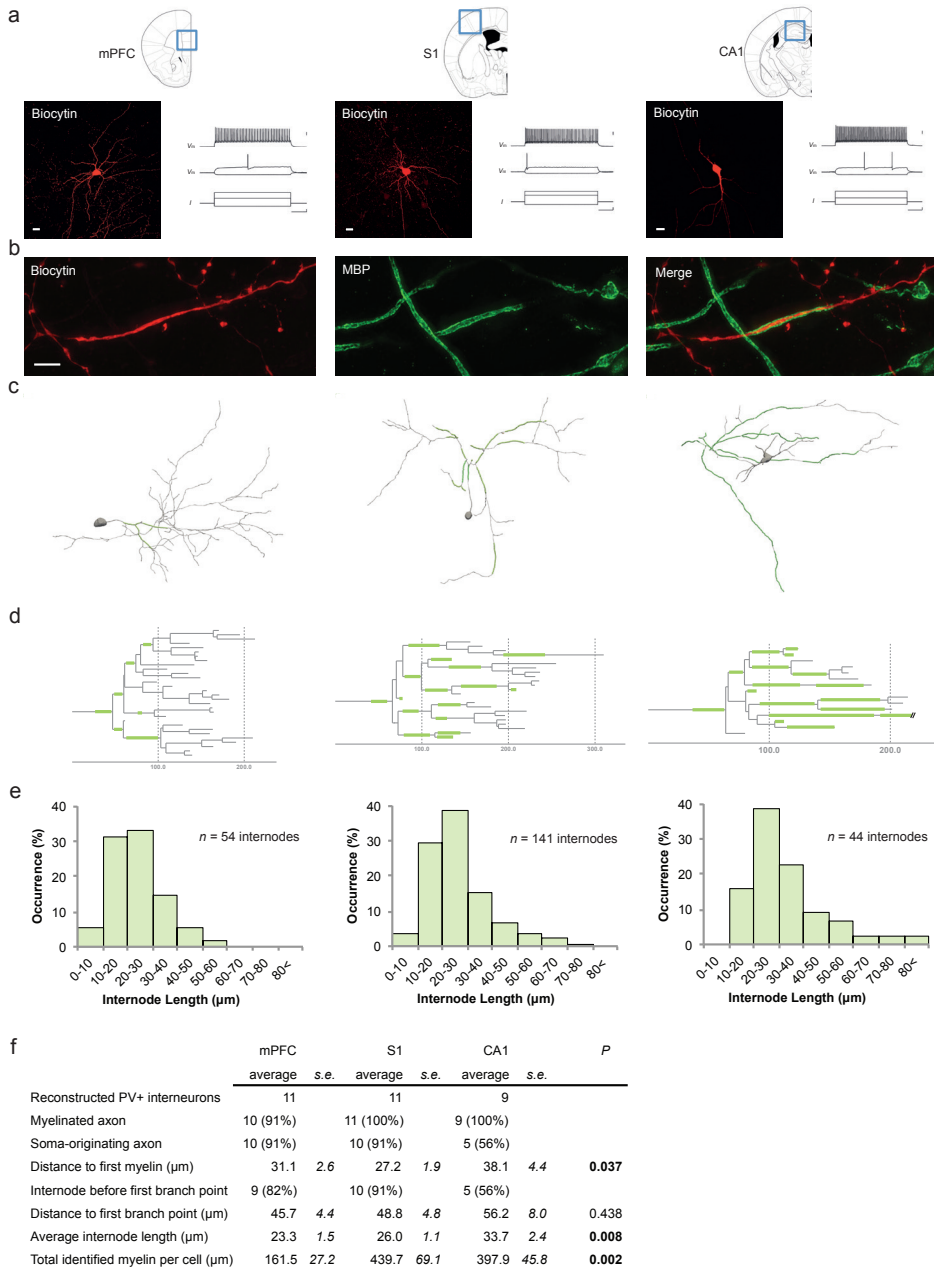 a
mPFC
S1
CA1
Biocytin
Vm
Vm
I
Biocytin
Vm
Vm
I
Biocytin
Vm
Vm
I
b
Biocytin
MBP
Merge
c
d
100.0 200.0
100.0 200.0 300.0
100.0 200.0
e
Occurrence (%)
40
30
20
10
0
n = 54 internodes
0-10 10-20 20-30 30-40 40-50 50-60 60-70 70-80 80<
Internode Length (µm)
Occurrence (%)
40
30
20
10
0
n = 141 internodes
0-10 10-20 20-30 30-40 40-50 50-60 60-70 70-80 80<
Internode Length (µm)
Occurrence (%)
40
30
20
10
0
n = 44 internodes
0-10 10-20 20-30 30-40 40-50 50-60 60-70 70-80 80<
Internode Length (µm)
f
mPFC S1 CA1 P
average s.e. average s.e. average s.e.
Reconstructed PV+ interneurons 11 11 9
Myelinated axon 10 (91%) 11 (100%) 9 (100%)
Soma-originating axon 10 (91%) 10 (91%) 5 (56%)
Distance to first myelin (µm) 31.1 2.6 27.2 1.9 38.1 4.4 0.037
Internode before first branch point 9 (82%) 10 (91%) 5 (56%)
Distance to first branch point (µm) 45.7 4.4 48.8 4.8 56.2 8.0 0.438
Average internode length (µm) 23.3 1.5 26.0 1.1 33.7 2.4 0.008
Total identified myelin per cell (µm) 161.5 27.2 439.7 69.1 397.9 45.8 0.002